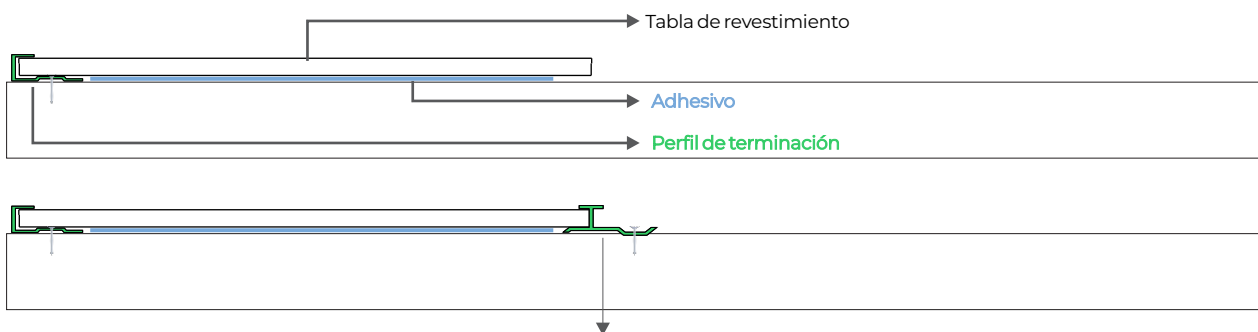 Tabla de revestimiento
Adhesivo
Perfil de terminación